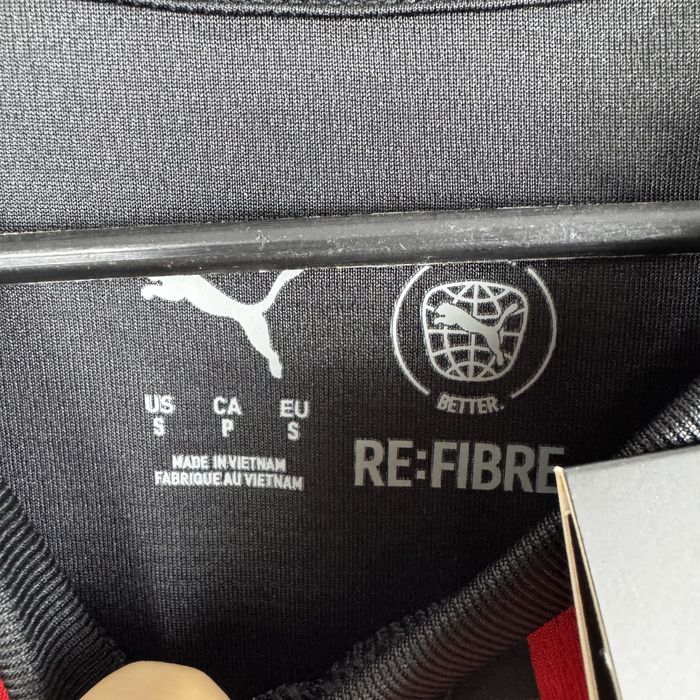 BETTER.
US CA EU
S P S
MADE IN VIETNAM
FABRIQUE AU VIETNAM
RE:FIBRE